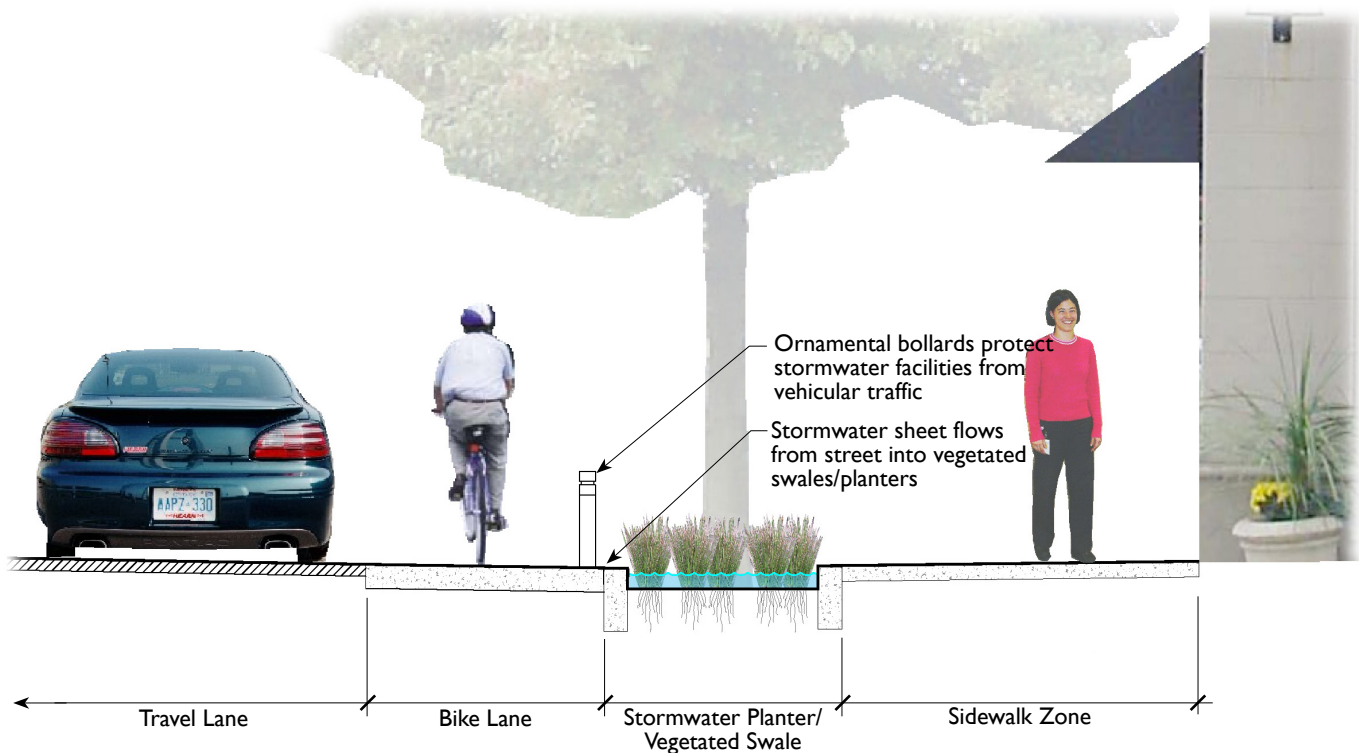 Ornamental bollards protect
stormwater facilities from
vehicular traffic
Stormwater sheet flows
from street into vegetated
swales/planters
AAPZ 330
HEARN
Travel Lane
Bike Lane
Stormwater Planter/
Vegetated Swale
Sidewalk Zone